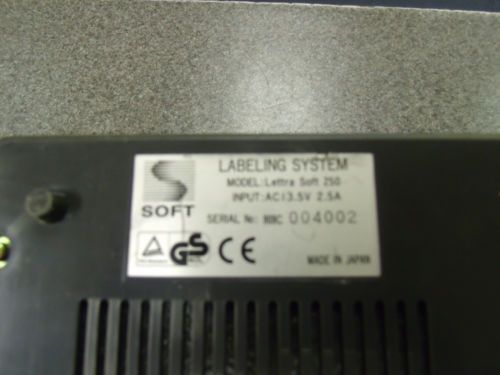 LABELING SYSTEM
MODEL:Lettra Soft 250
INPUT:AC13.5V 2.5A
SOFT
SERIAL No: 004002
GS CE
MADE IN JAPAN